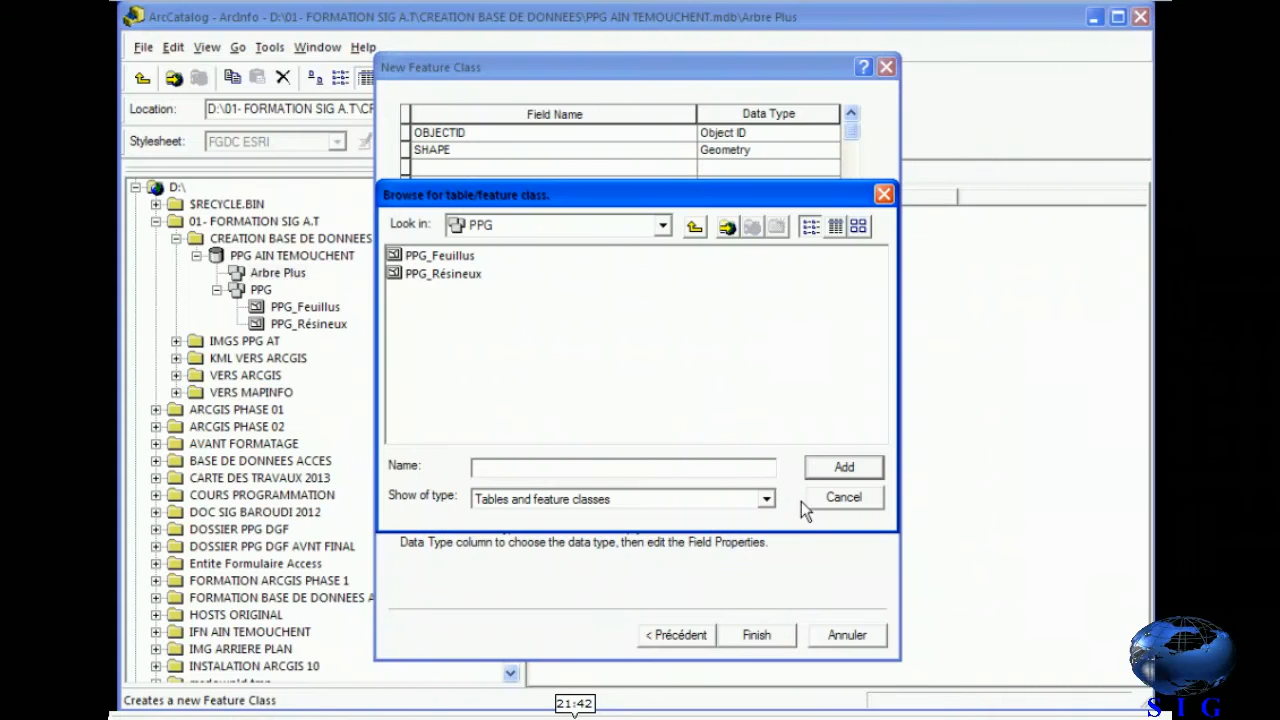 ArcCatalog - ArcInfo - D:\01- FORMATION SIG A.T\CREATION BASE DE DONNEES\PPG AIN TEMOUCHENT.mdb\Arbre Plus
File Edit View Go Tools Window Help
Location: D:\01- FORMATION SIG A.T\CR
Stylesheet: FGDC ESRI
D:\
$RECYCLE.BIN
01- FORMATION SIG A.T
CREATION BASE DE DONNEES
PPG AIN TEMOUCHENT
Arbre Plus
PPG
PPG_Feuillus
PPG_Résineux
IMGS PPG AT
KML VERS ARCGIS
VERS ARCGIS
VERS MAPINFO
ARCGIS PHASE 01
ARCGIS PHASE 02
AVANT FORMATAGE
BASE DE DONNEES ACCES
CARTE DES TRAVAUX 2013
COURS PROGRAMMATION
DOC SIG BAROUDI 2012
DOSSIER PPG DGF
DOSSIER PPG DGF AVNT FINAL
Entite Formulaire Access
FORMATION ARCGIS PHASE 1
FORMATION BASE DE DONNEES A
HOSTS ORIGINAL
IFN AIN TEMOUCHENT
IMG ARRIERE PLAN
INSTALATION ARCGIS 10
New Feature Class
Field Name Data Type
OBJECTID Object ID
SHAPE Geometry
Browse for table/feature class.
Look in: PPG
PPG_Feuillus
PPG_Résineux
Name: Add
Show of type: Tables and feature classes Cancel
Data Type column to choose the data type, then edit the Field Properties.
< Précédent Finish Annuler
Creates a new Feature Class
21:42
S I G